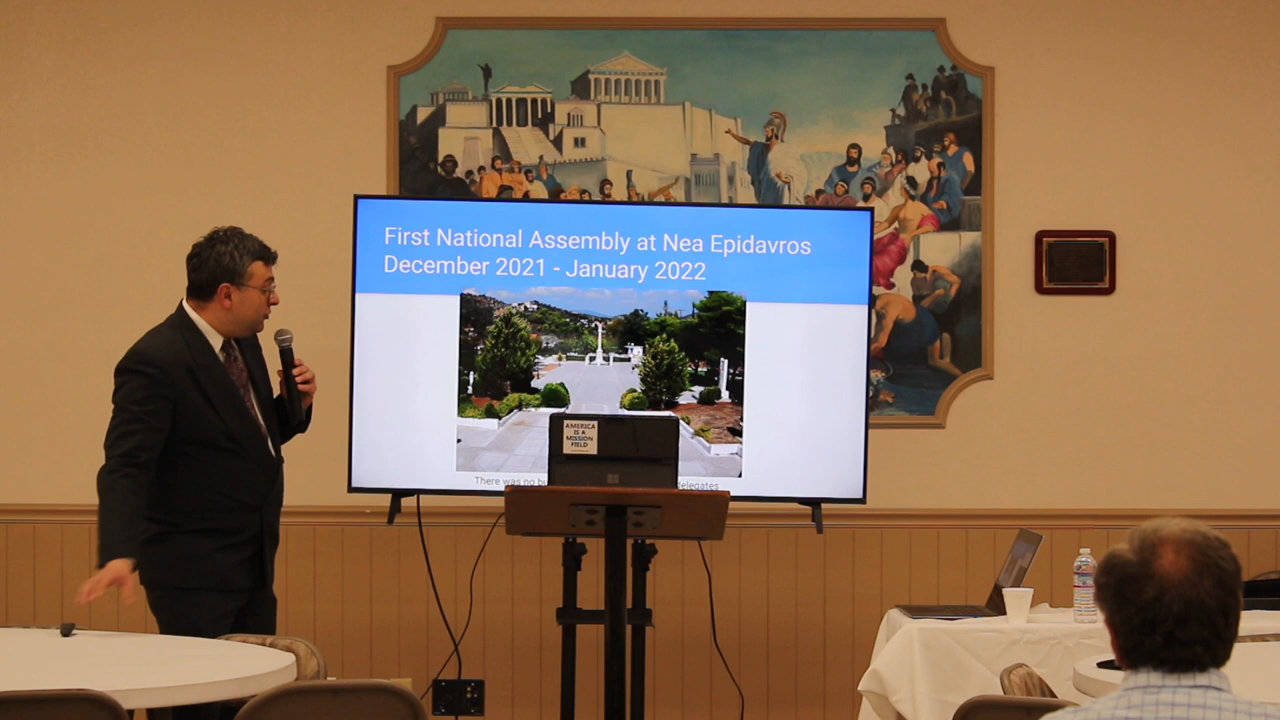 First National Assembly at Nea Epidavros
December 2021 - January 2022
AMERICA
IS A
MISSION
FIELD
There was no delegates